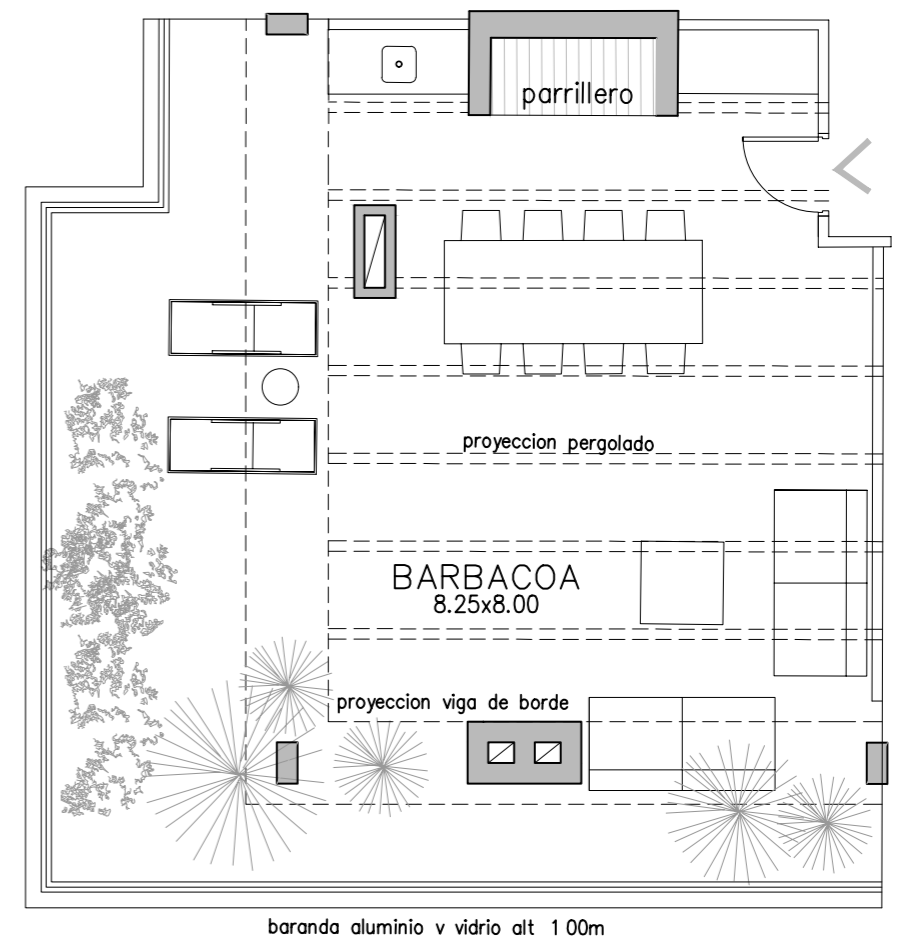 parrillero
proyeccion pergolado
BARBACOA
8.25x8.00
proyeccion viga de borde
baranda aluminio v vidrio alt 1 00m